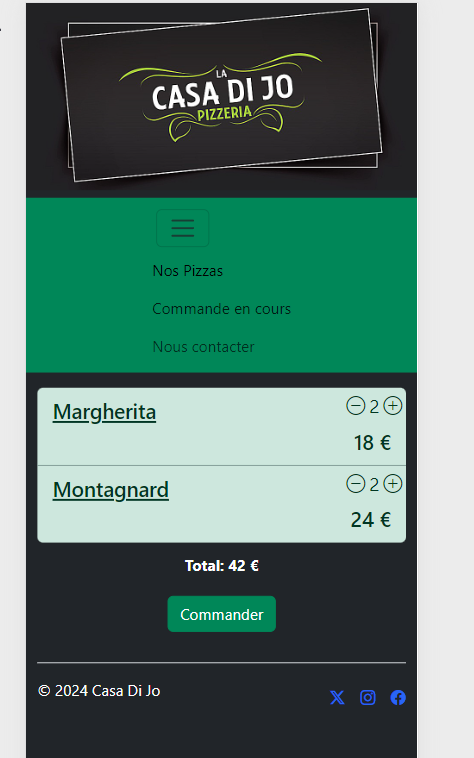 LA
CASA DI JO
PIZZERIA
Nos Pizzas
Commande en cours
Nous contacter
Margherita
2
18 €
Montagnard
2
24 €
Total: 42 €
Commander
© 2024 Casa Di Jo